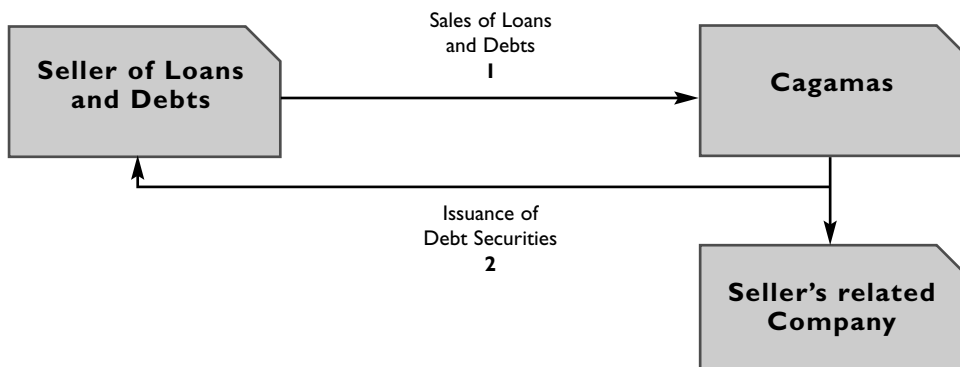 Sales of Loans
and Debts
1
Seller of Loans
and Debts
Cagamas
Issuance of
Debt Securities
2
Seller's related
Company